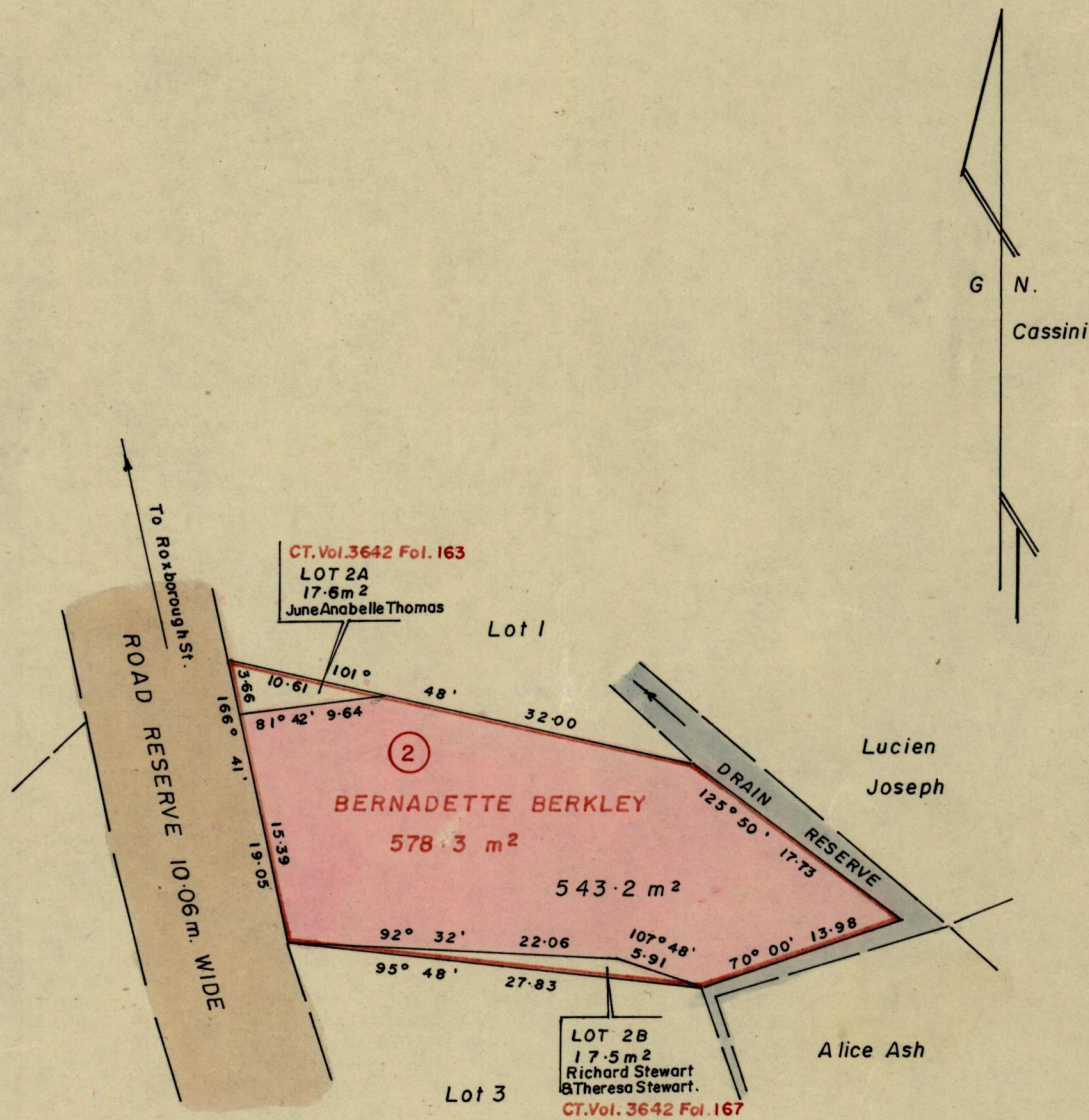 G N.
Cassini
To Roxborough St.
CT.Vol.3642 Fol.163
LOT 2A
17·6m²
JuneAnabelleThomas
Lot 1
ROAD RESERVE 10·06m. WIDE
3·66
10·61
101° 48'
32·00
81° 42' 9·64
166° 41'
15·39
19·05
2
BERNADETTE BERKLEY
578·3 m²
543·2 m²
DRAIN RESERVE
125° 50'
17·73
Lucien
Joseph
92° 32' 22·06
107° 48'
5·91
70° 00' 13·98
95° 48' 27·83
LOT 2B
17·5m²
Richard Stewart
&Theresa Stewart.
CT.Vol. 3642 Fol.167
Lot 3
Alice Ash